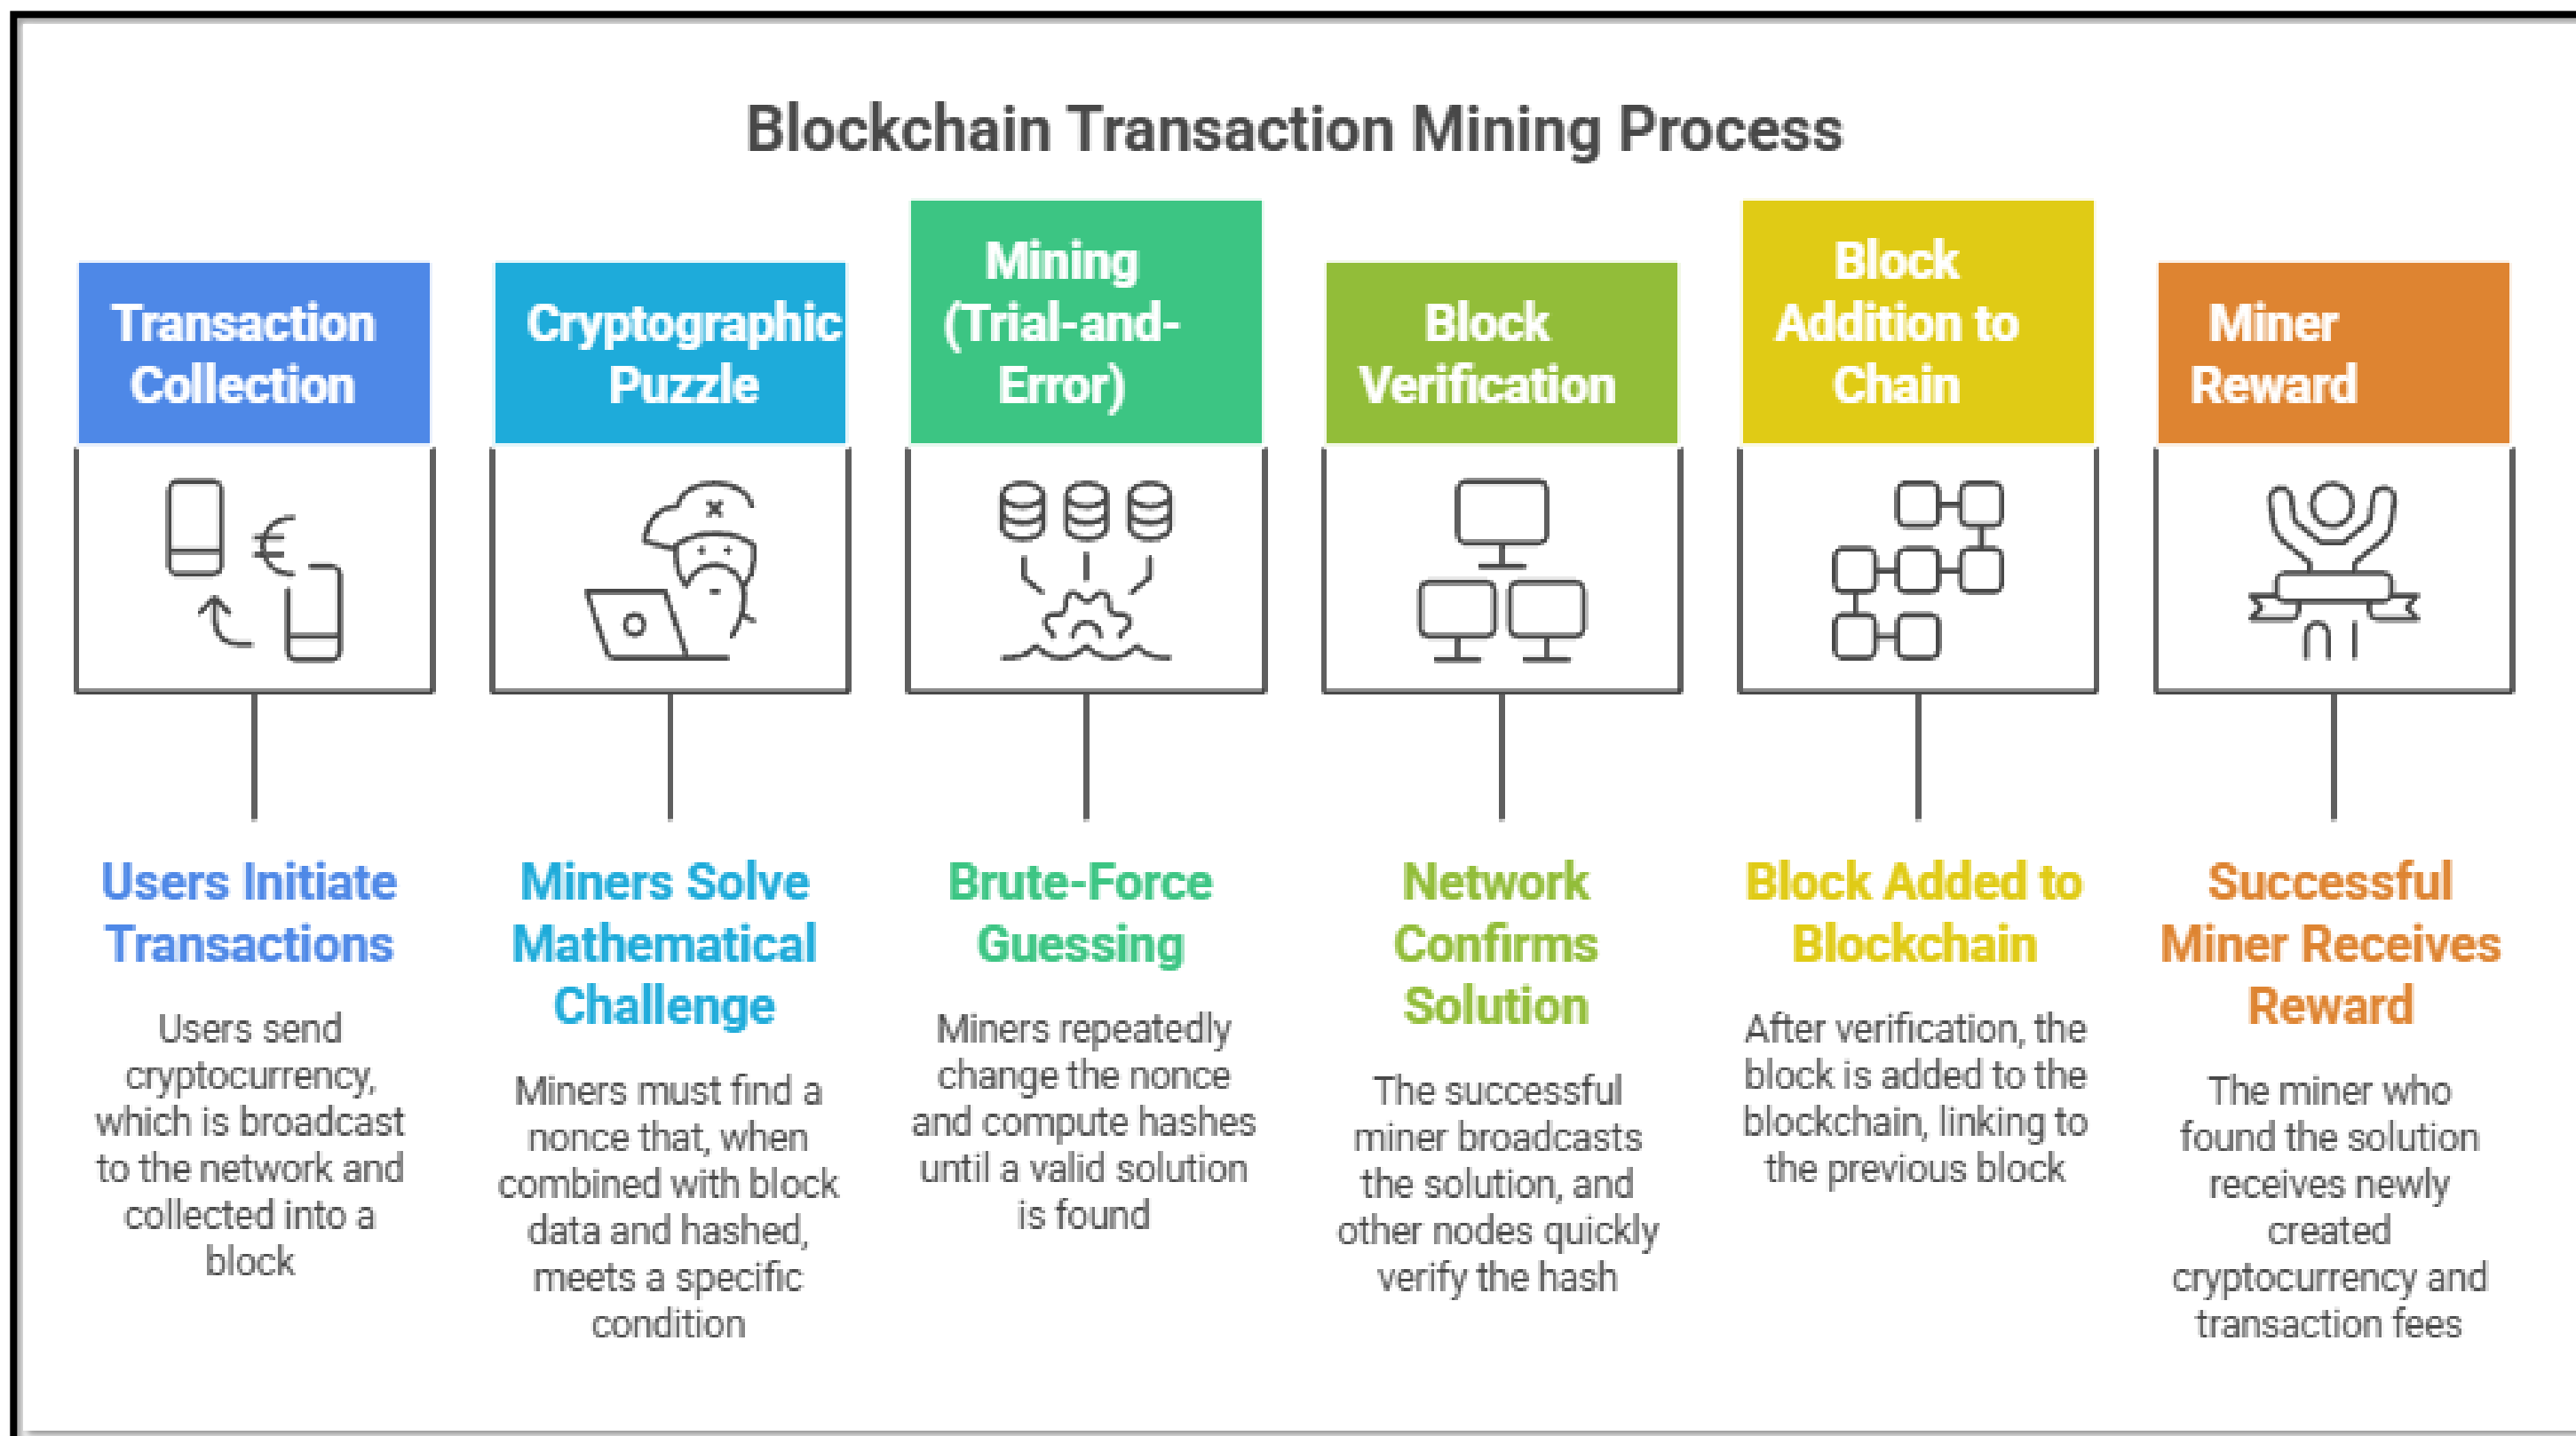 Blockchain Transaction Mining Process
Transaction
Collection
Cryptographic
Puzzle
Mining
(Trial-and-
Error)
Block
Verification
Block
Addition to
Chain
Miner
Reward
Users Initiate
Transactions
Users send
cryptocurrency,
which is broadcast
to the network and
collected into a
block
Miners Solve
Mathematical
Challenge
Miners must find a
nonce that, when
combined with block
data and hashed,
meets a specific
condition
Brute-Force
Guessing
Miners repeatedly
change the nonce
and compute hashes
until a valid solution
is found
Network
Confirms
Solution
The successful
miner broadcasts
the solution, and
other nodes quickly
verify the hash
Block Added to
Blockchain
After verification, the
block is added to the
blockchain, linking to
the previous block
Successful
Miner Receives
Reward
The miner who
found the solution
receives newly
created
cryptocurrency and
transaction fees